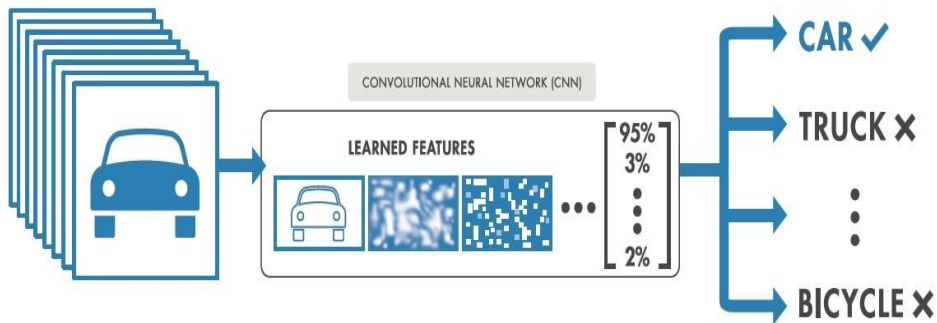 CONVOLUTIONAL NEURAL NETWORK (CNN)
LEARNED FEATURES
95%
3%
2%
CAR ✓
TRUCK ✕
BICYCLE ✕